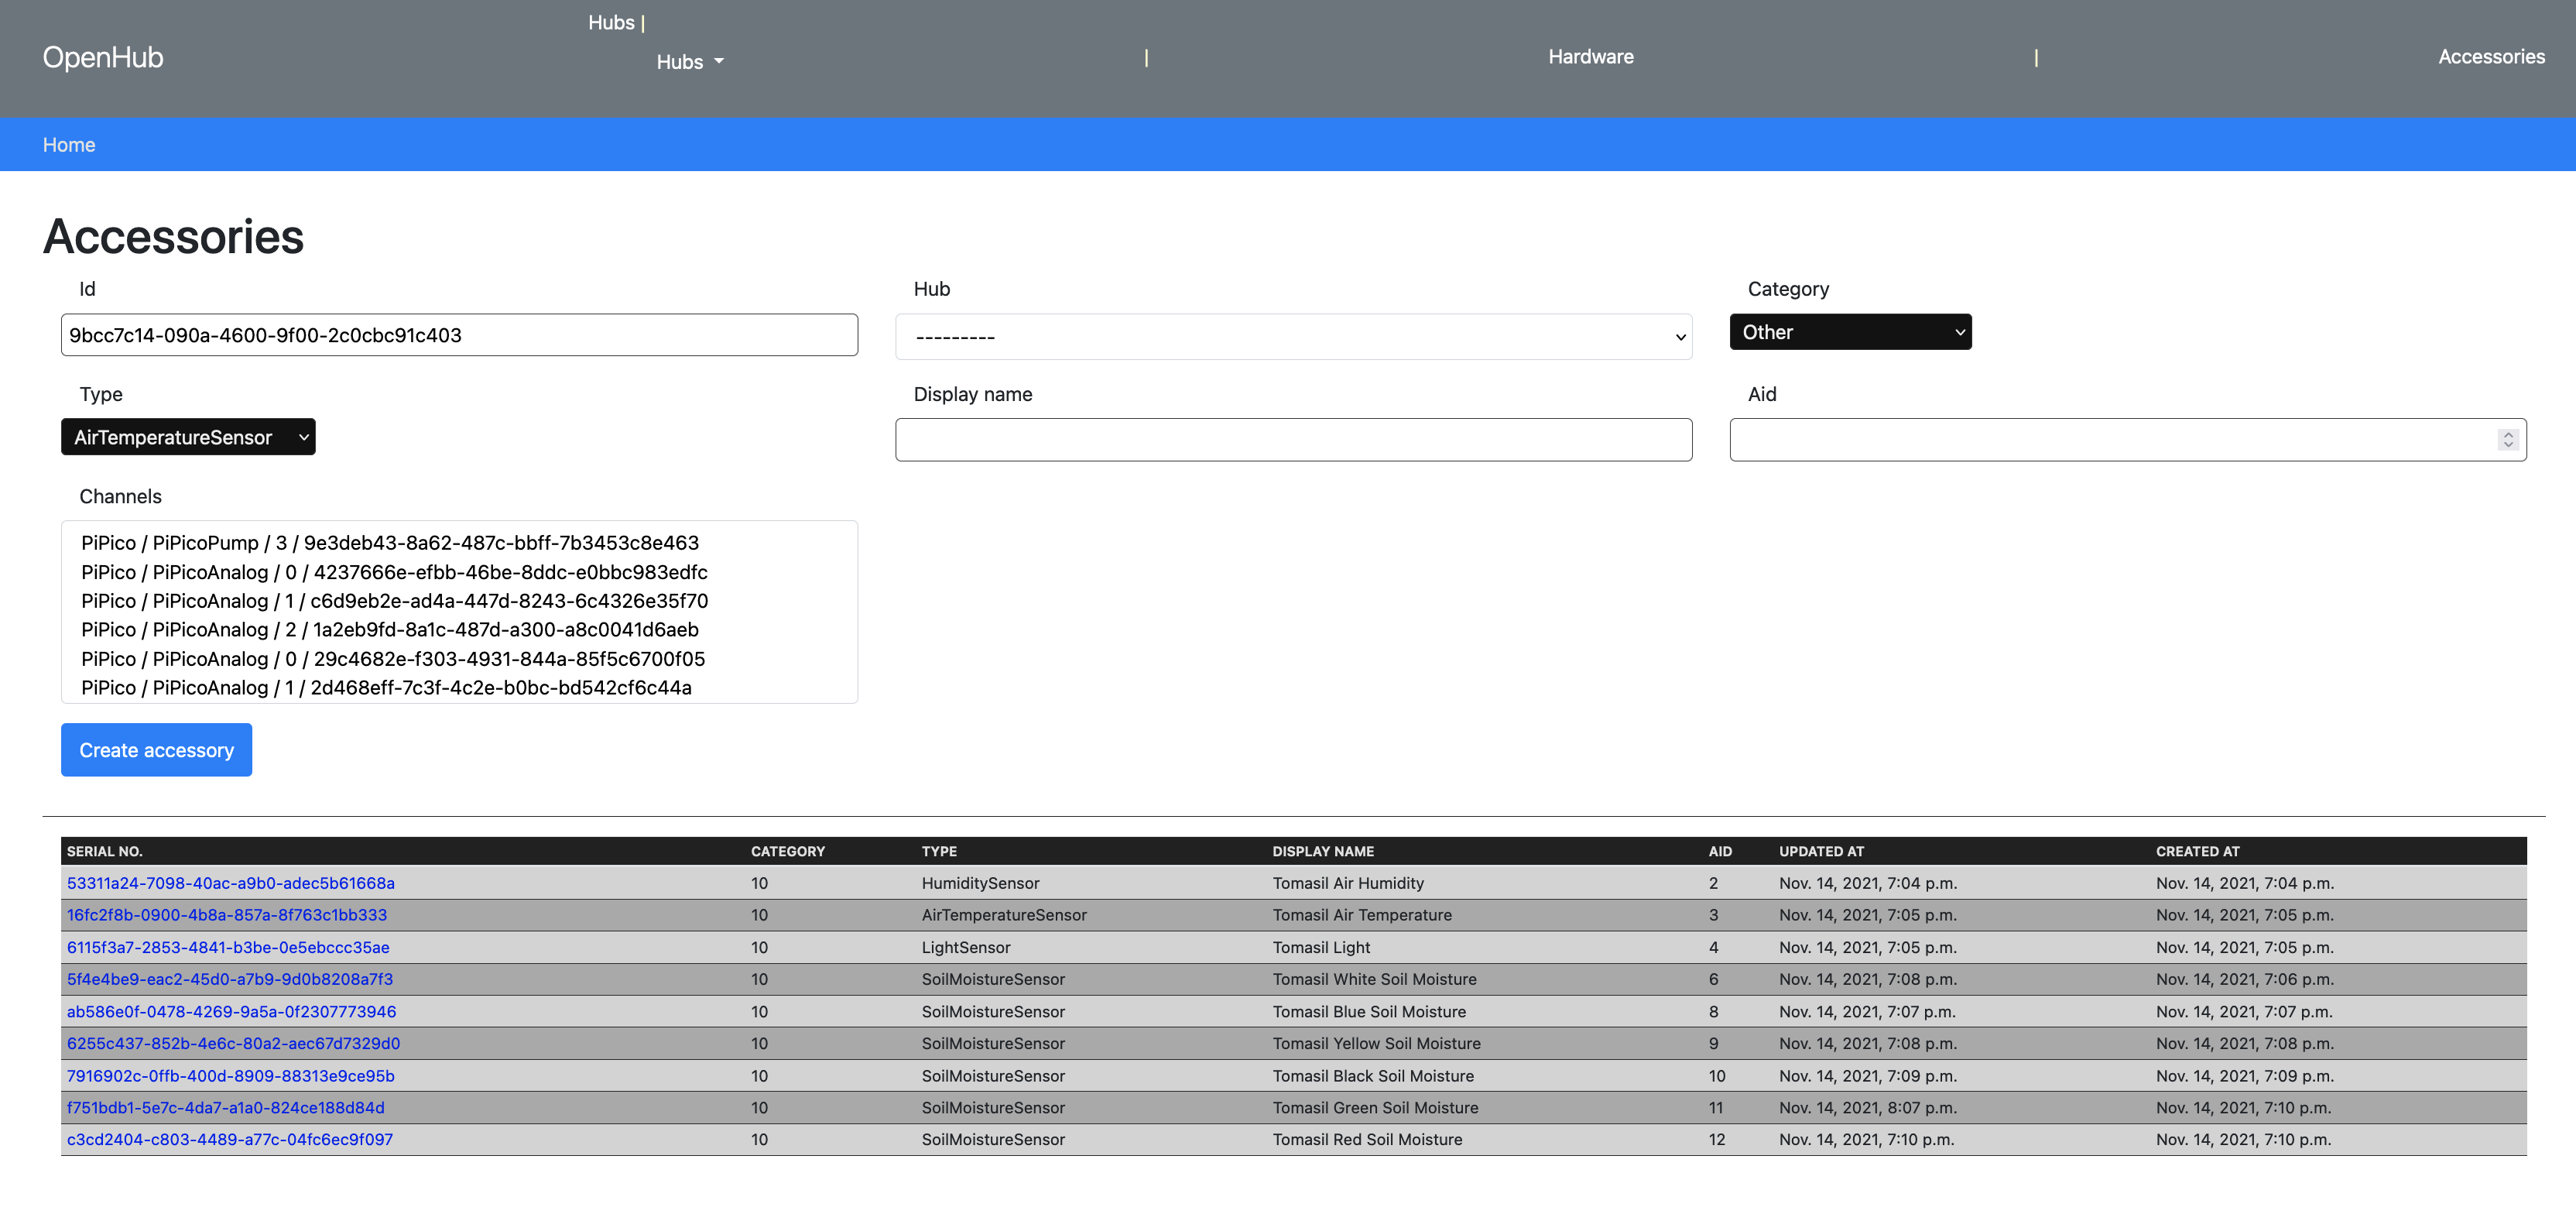 Hubs |
OpenHub
Hubs
|
Hardware
|
Accessories
Home
Accessories
Id
Hub
Category
9bcc7c14-090a-4600-9f00-2c0cbc91c403
---------
Other
Type
Display name
Aid
AirTemperatureSensor
Channels
PiPico / PiPicoPump / 3 / 9e3deb43-8a62-487c-bbff-7b3453c8e463
PiPico / PiPicoAnalog / 0 / 4237666e-efbb-46be-8ddc-e0bbc983edfc
PiPico / PiPicoAnalog / 1 / c6d9eb2e-ad4a-447d-8243-6c4326e35f70
PiPico / PiPicoAnalog / 2 / 1a2eb9fd-8a1c-487d-a300-a8c0041d6aeb
PiPico / PiPicoAnalog / 0 / 29c4682e-f303-4931-844a-85f5c6700f05
PiPico / PiPicoAnalog / 1 / 2d468eff-7c3f-4c2e-b0bc-bd542cf6c44a
Create accessory
SERIAL NO. CATEGORY TYPE DISPLAY NAME AID UPDATED AT CREATED AT
53311a24-7098-40ac-a9b0-adec5b61668a 10 HumiditySensor Tomasil Air Humidity 2 Nov. 14, 2021, 7:04 p.m. Nov. 14, 2021, 7:04 p.m.
16fc2f8b-0900-4b8a-857a-8f763c1bb333 10 AirTemperatureSensor Tomasil Air Temperature 3 Nov. 14, 2021, 7:05 p.m. Nov. 14, 2021, 7:05 p.m.
6115f3a7-2853-4841-b3be-0e5ebccc35ae 10 LightSensor Tomasil Light 4 Nov. 14, 2021, 7:05 p.m. Nov. 14, 2021, 7:05 p.m.
5f4e4be9-eac2-45d0-a7b9-9d0b8208a7f3 10 SoilMoistureSensor Tomasil White Soil Moisture 6 Nov. 14, 2021, 7:08 p.m. Nov. 14, 2021, 7:06 p.m.
ab586e0f-0478-4269-9a5a-0f2307773946 10 SoilMoistureSensor Tomasil Blue Soil Moisture 8 Nov. 14, 2021, 7:07 p.m. Nov. 14, 2021, 7:07 p.m.
6255c437-852b-4e6c-80a2-aec67d7329d0 10 SoilMoistureSensor Tomasil Yellow Soil Moisture 9 Nov. 14, 2021, 7:08 p.m. Nov. 14, 2021, 7:08 p.m.
7916902c-0ffb-400d-8909-88313e9ce95b 10 SoilMoistureSensor Tomasil Black Soil Moisture 10 Nov. 14, 2021, 7:09 p.m. Nov. 14, 2021, 7:09 p.m.
f751bdb1-5e7c-4da7-a1a0-824ce188d84d 10 SoilMoistureSensor Tomasil Green Soil Moisture 11 Nov. 14, 2021, 8:07 p.m. Nov. 14, 2021, 7:10 p.m.
c3cd2404-c803-4489-a77c-04fc6ec9f097 10 SoilMoistureSensor Tomasil Red Soil Moisture 12 Nov. 14, 2021, 7:10 p.m. Nov. 14, 2021, 7:10 p.m.